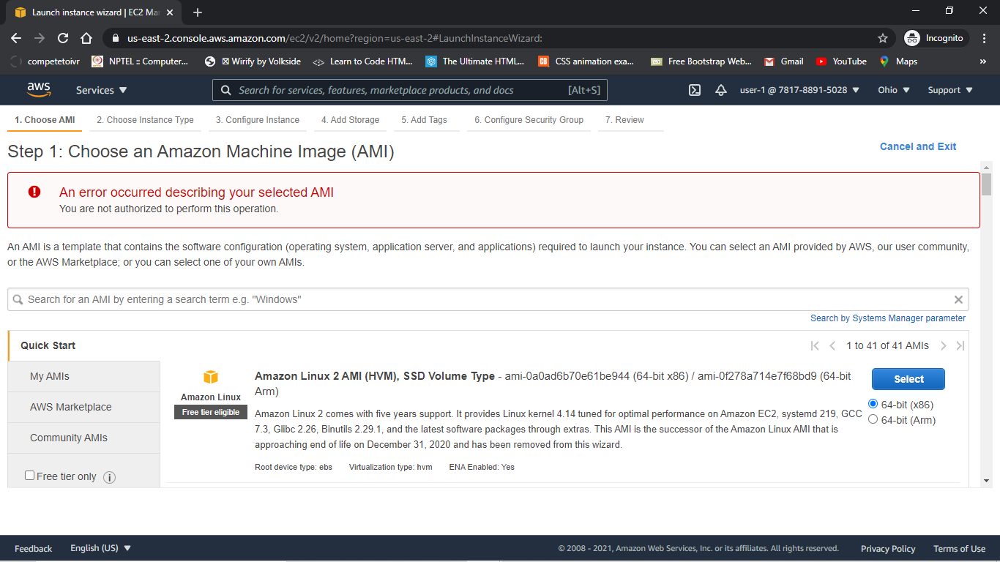 Launch instance wizard | EC2 Ma
us-east-2.console.aws.amazon.com/ec2/v2/home?region=us-east-2#LaunchInstanceWizard:
Incognito
competetoivr
NPTEL :: Computer...
Wirify by Volkside
Learn to Code HTM...
The Ultimate HTML...
CSS animation exa...
Free Bootstrap Web...
Gmail
YouTube
Maps
aws
Services
Search for services, features, marketplace products, and docs
[Alt+S]
user-1 @ 7817-8891-5028
Ohio
Support
1. Choose AMI
2. Choose Instance Type
3. Configure Instance
4. Add Storage
5. Add Tags
6. Configure Security Group
7. Review
Step 1: Choose an Amazon Machine Image (AMI)
Cancel and Exit
An error occurred describing your selected AMI
You are not authorized to perform this operation.
An AMI is a template that contains the software configuration (operating system, application server, and applications) required to launch your instance. You can select an AMI provided by AWS, our user community,
or the AWS Marketplace; or you can select one of your own AMIs.
Search for an AMI by entering a search term e.g. "Windows"
Search by Systems Manager parameter
Quick Start
1 to 41 of 41 AMIs
My AMIs
AWS Marketplace
Community AMIs
Free tier only
Amazon Linux
Free tier eligible
Amazon Linux 2 AMI (HVM), SSD Volume Type - ami-0a0ad6b70e61be944 (64-bit x86) / ami-0f278a714e7f68bd9 (64-bit
Arm)
Amazon Linux 2 comes with five years support. It provides Linux kernel 4.14 tuned for optimal performance on Amazon EC2, systemd 219, GCC
7.3, Glibc 2.26, Binutils 2.29.1, and the latest software packages through extras. This AMI is the successor of the Amazon Linux AMI that is
approaching end of life on December 31, 2020 and has been removed from this wizard.
Root device type: ebs
Virtualization type: hvm
ENA Enabled: Yes
Select
64-bit (x86)
64-bit (Arm)
Feedback
English (US)
© 2008 - 2021, Amazon Web Services, Inc. or its affiliates. All rights reserved.
Privacy Policy
Terms of Use